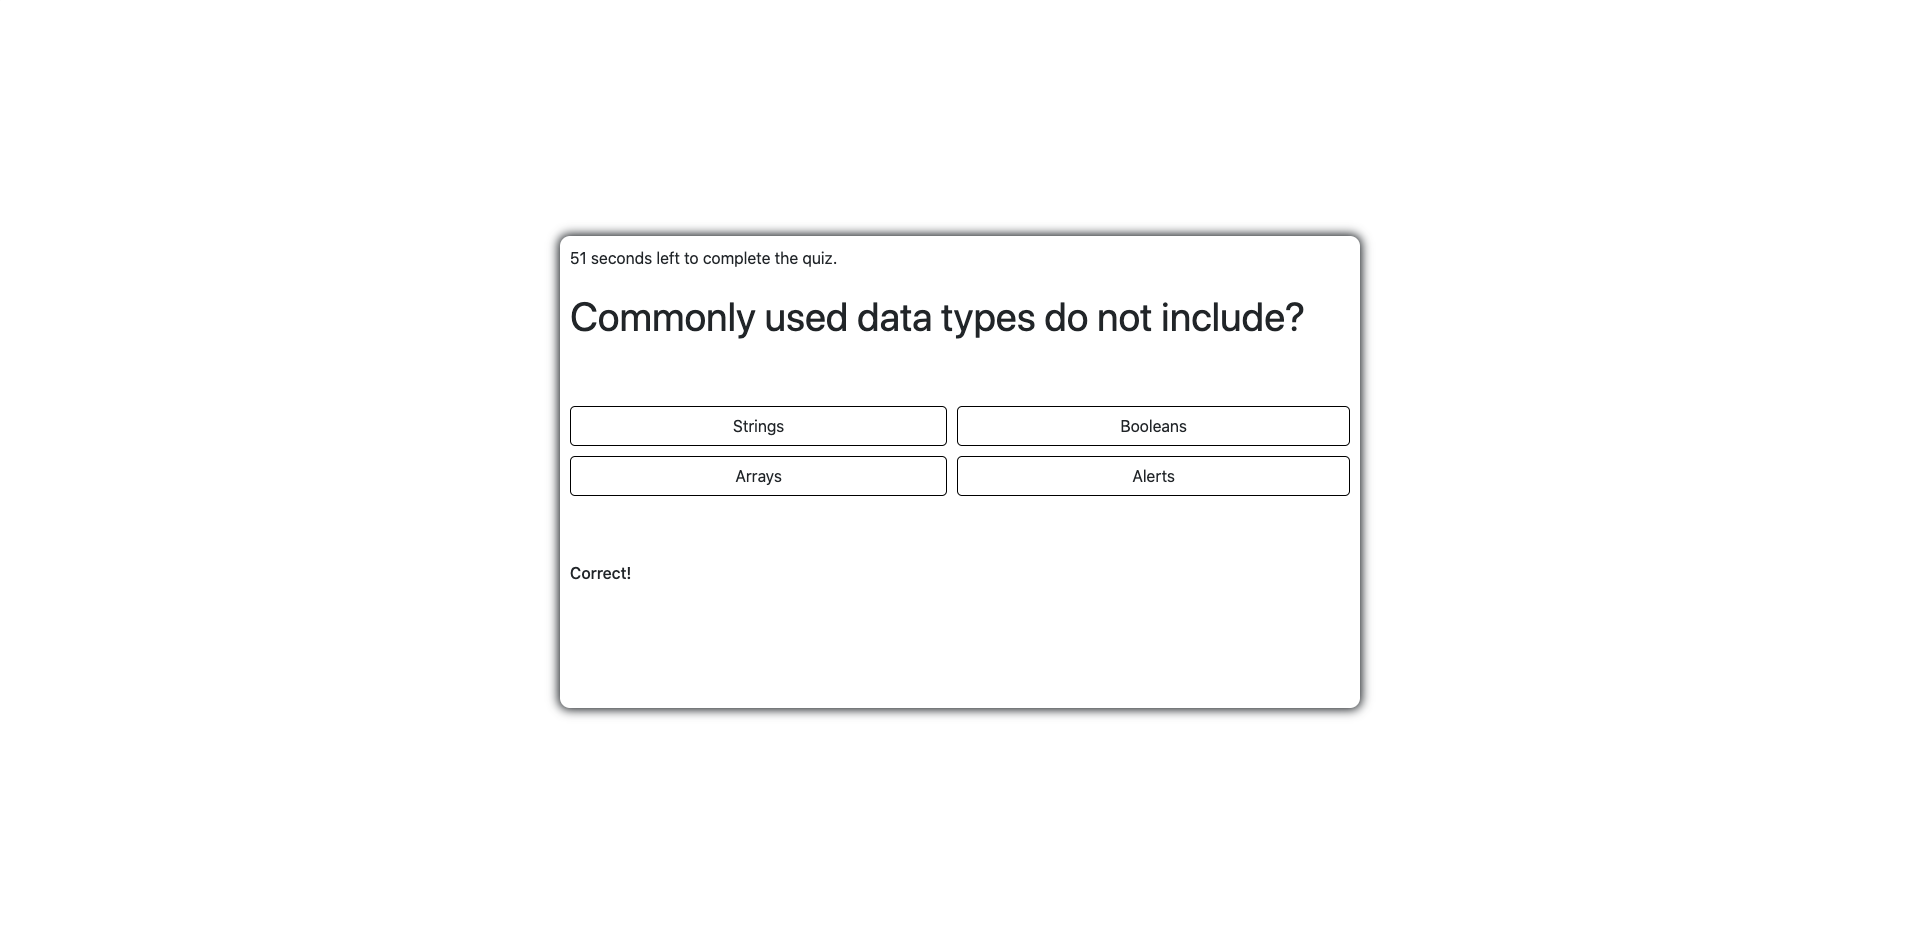 51 seconds left to complete the quiz.
Commonly used data types do not include?
Strings
Booleans
Arrays
Alerts
Correct!